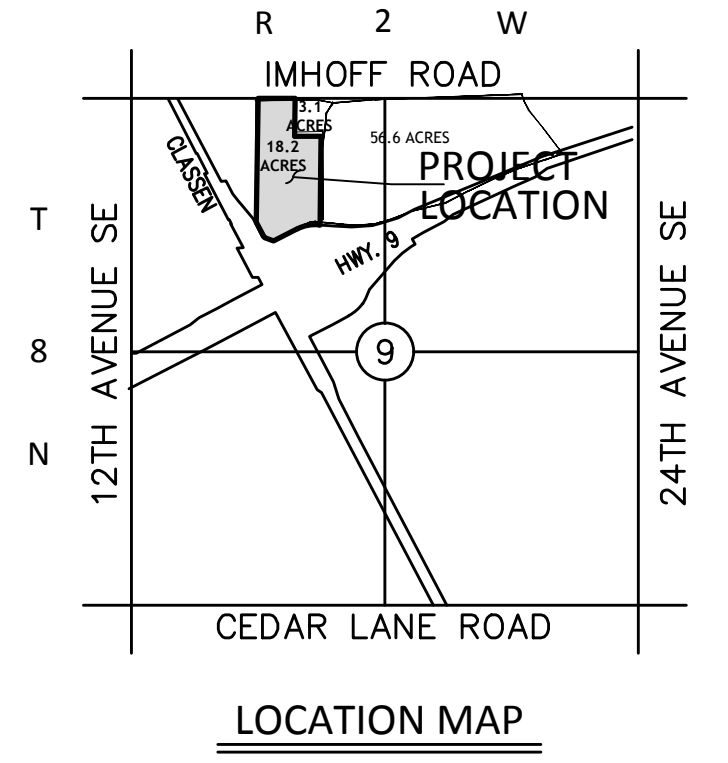 R 2 W
IMHOFF ROAD
3.1
ACRES
18.2
ACRES
56.6 ACRES
PROJECT
LOCATION
CLASSEN
HWY. 9
T
8
N
12TH AVENUE SE
9
24TH AVENUE SE
CEDAR LANE ROAD
LOCATION MAP